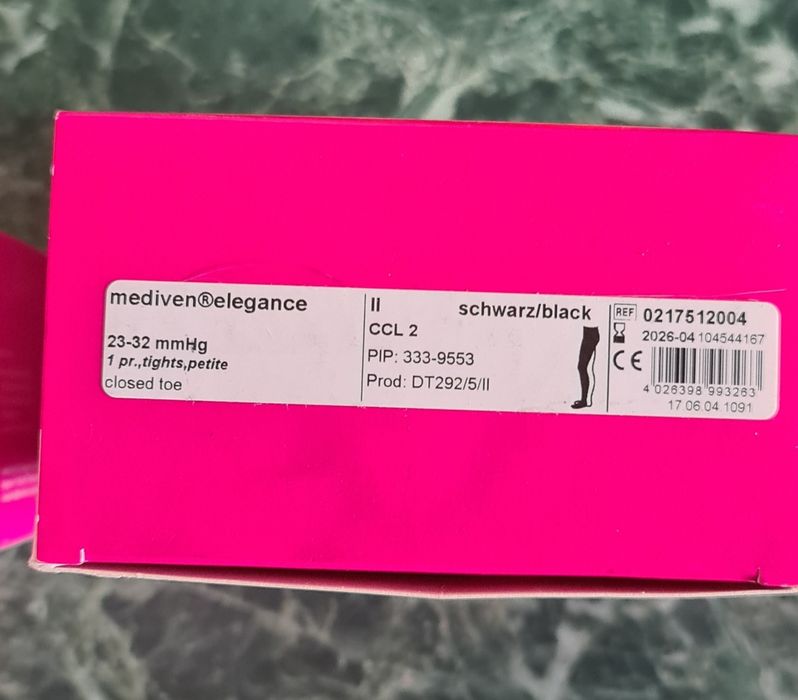 mediven®elegance
23-32 mmHg
1 pr.,tights,petite
closed toe
II schwarz/black
CCL 2
PIP: 333-9553
Prod: DT292/5/II
REF 0217512004
2026-04 104544167
CE
4 026398 993263
17.06.04.1091